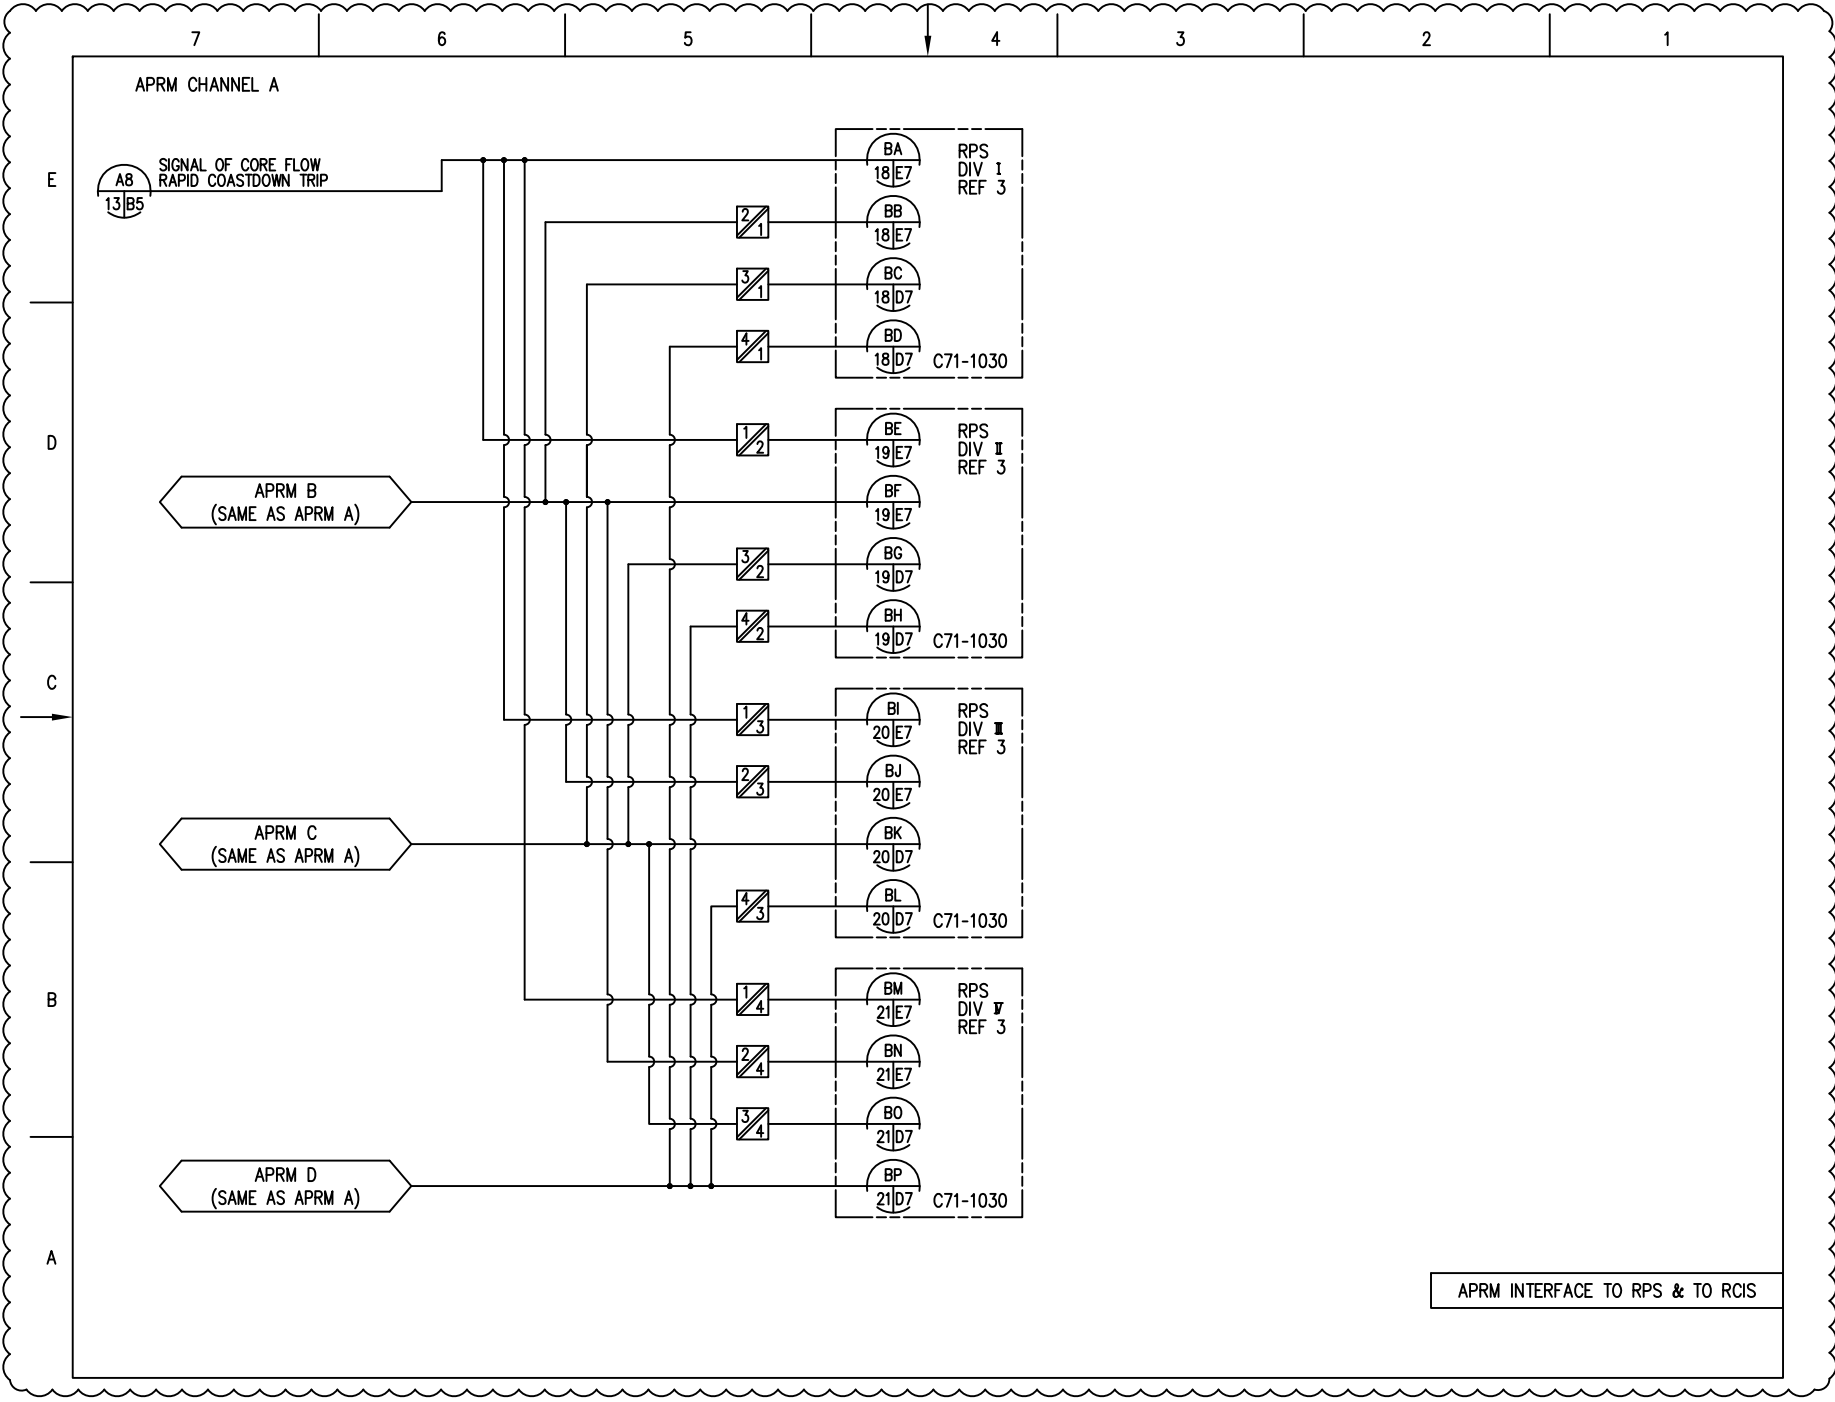 7 6 5 4 3 2 1
APRM CHANNEL A
E
A8
13 B5
SIGNAL OF CORE FLOW
RAPID COASTDOWN TRIP
BA
18 E7
RPS
DIV I
REF 3
2/1
BB
18 E7
3/1
BC
18 D7
4/1
BD
18 D7
C71-1030
D
1/2
BE
19 E7
RPS
DIV II
REF 3
APRM B
(SAME AS APRM A)
BF
19 E7
3/2
BG
19 D7
4/2
BH
19 D7
C71-1030
C
1/3
BI
20 E7
RPS
DIV III
REF 3
2/3
BJ
20 E7
APRM C
(SAME AS APRM A)
BK
20 D7
4/3
BL
20 D7
C71-1030
B
1/4
BM
21 E7
RPS
DIV IV
REF 3
2/4
BN
21 E7
3/4
BO
21 D7
APRM D
(SAME AS APRM A)
BP
21 D7
C71-1030
A
APRM INTERFACE TO RPS & TO RCIS